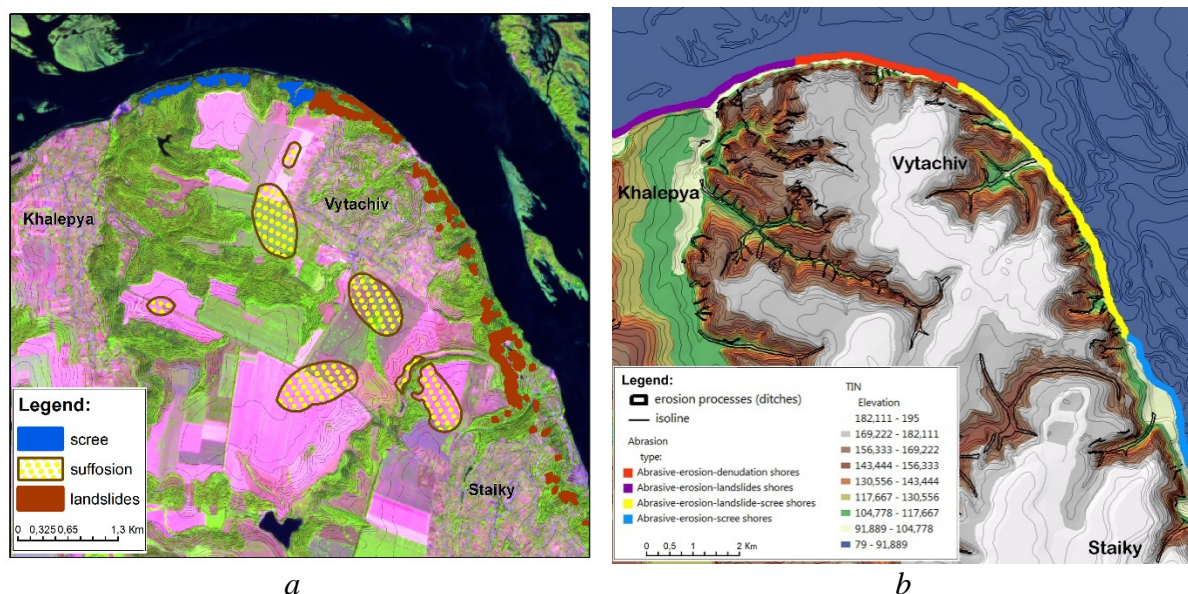 Khalepya
Vytachiv
Staiky
Legend:
scree
suffosion
landslides
0 0,325 0,65 1,3 Km
a
Khalepya
Vytachiv
Staiky
Legend:
erosion processes (ditches)
isoline
Abrasion
type:
Abrasive-erosion-denudation shores
Abrasive-erosion-landslides shores
Abrasive-erosion-landslide-scree shores
Abrasive-erosion-scree shores
0 0,5 1 2 Km
TIN
Elevation
182,111 - 195
169,222 - 182,111
156,333 - 169,222
143,444 - 156,333
130,556 - 143,444
117,667 - 130,556
104,778 - 117,667
91,889 - 104,778
79 - 91,889
b